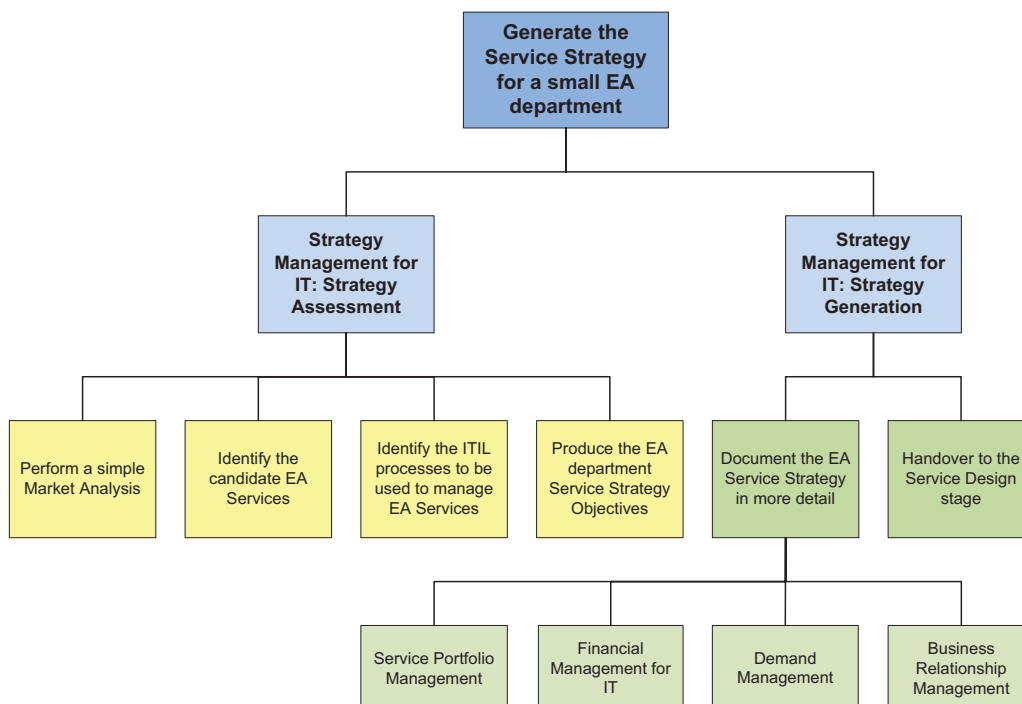 Generate the
Service Strategy
for a small EA
department
Strategy
Management for
IT: Strategy
Assessment
Strategy
Management for
IT: Strategy
Generation
Perform a simple
Market Analysis
Identify the
candidate EA
Services
Identify the ITIL
processes to be
used to manage
EA Services
Produce the EA
department
Service Strategy
Objectives
Document the EA
Service Strategy
in more detail
Handover to the
Service Design
stage
Service Portfolio
Management
Financial
Management for
IT
Demand
Management
Business
Relationship
Management